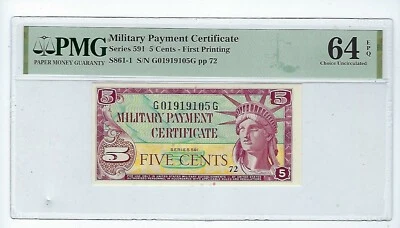 PMG
PAPER MONEY GUARANTY
Military Payment Certificate
Series 591 5 Cents - First Printing
S861-1 S/N G01919105G pp 72
64 EPQ
Choice Uncirculated
5 5
G01919105G
MILITARY PAYMENT
CERTIFICATE
SERIES 591
5 FIVE CENTS
72 5